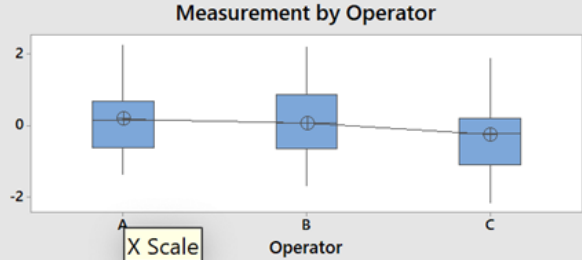 Measurement by Operator
2
0
-2
A B C
X Scale
Operator